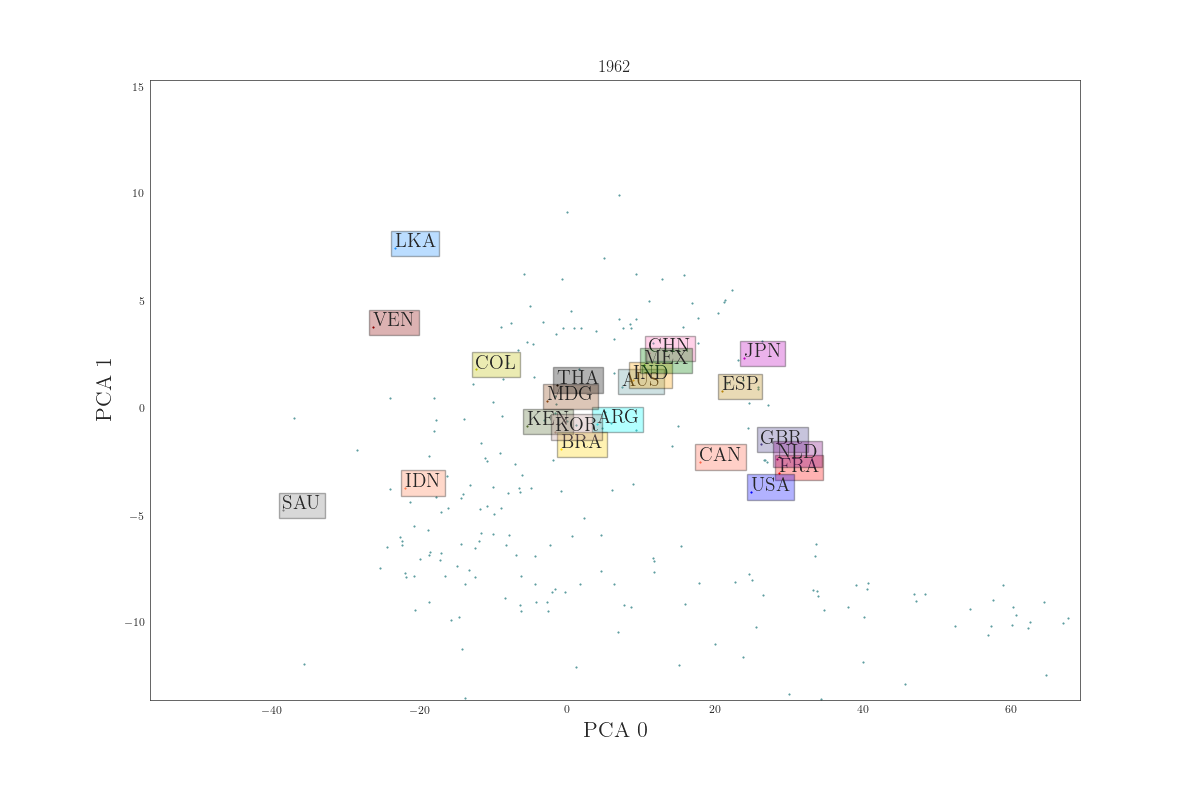 1962
15
10
5
0
−5
−10
PCA 1
LKA
VEN
COL
CHN
MEX
JPN
THA
AUS
IND
ESP
MDG
KEN
KOR
ARG
BRA
GBR
NLD
FRA
CAN
USA
IDN
SAU
−40
−20
0
20
40
60
PCA 0